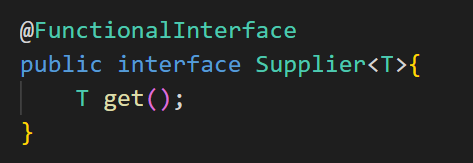 @FunctionalInterface
public interface Supplier<T>{
    T get();
}